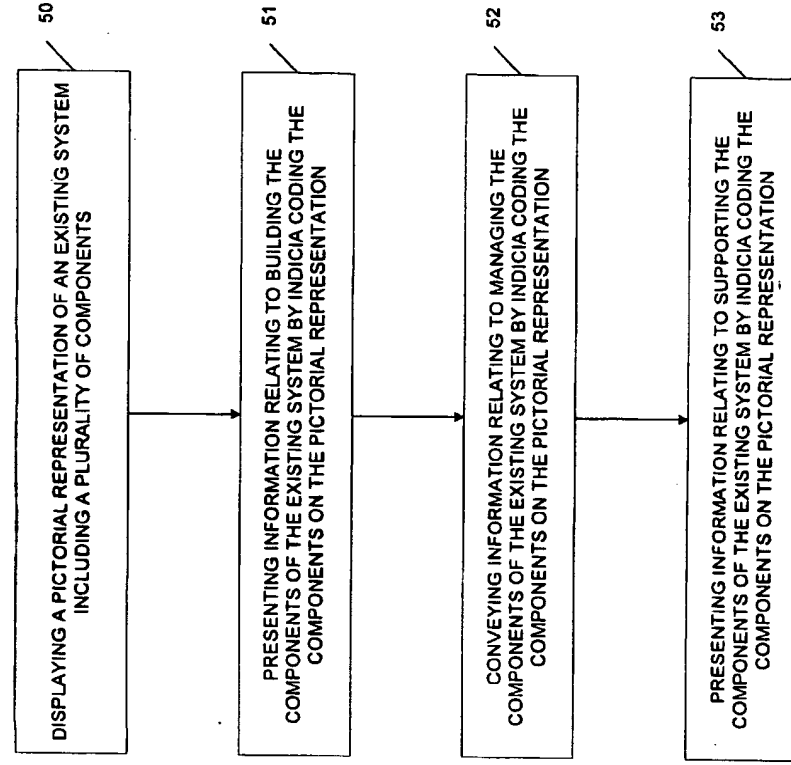 50
DISPLAYING A PICTORIAL REPRESENTATION OF AN EXISTING SYSTEM
INCLUDING A PLURALITY OF COMPONENTS
51
PRESENTING INFORMATION RELATING TO BUILDING THE
COMPONENTS OF THE EXISTING SYSTEM BY INDICIA CODING THE
COMPONENTS ON THE PICTORIAL REPRESENTATION
52
CONVEYING INFORMATION RELATING TO MANAGING THE
COMPONENTS OF THE EXISTING SYSTEM BY INDICIA CODING THE
COMPONENTS ON THE PICTORIAL REPRESENTATION
53
PRESENTING INFORMATION RELATING TO SUPPORTING THE
COMPONENTS OF THE EXISTING SYSTEM BY INDICIA CODING THE
COMPONENTS ON THE PICTORIAL REPRESENTATION